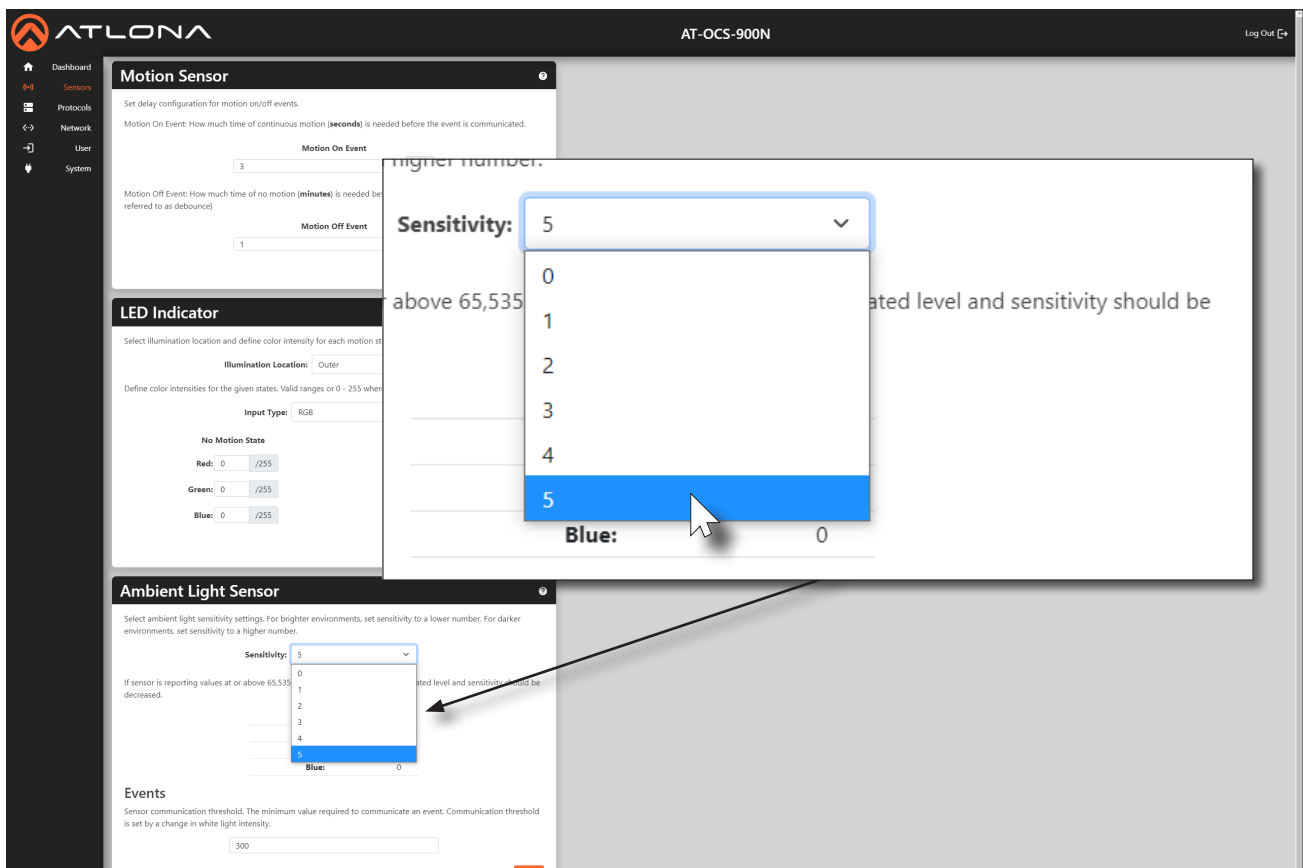 ATLONA
AT-OCS-900N
Log Out
Dashboard
Sensors
Protocols
Network
User
System
Motion Sensor
Set delay configuration for motion on/off events.
Motion On Event: How much time of continuous motion (seconds) is needed before the event is communicated.
Motion On Event
3
Motion Off Event: How much time of no motion (minutes) is needed be
referred to as debounce)
Motion Off Event
1
LED Indicator
Select illumination location and define color intensity for each motion st
Illumination Location: Outer
Define color intensities for the given states. Valid ranges or 0 - 255 wher
Input Type: RGB
No Motion State
Red: 0 /255
Green: 0 /255
Blue: 0 /255
higher number.
Sensitivity: 5
0
above 65,535 ated level and sensitivity should be
1
2
3
4
5
Blue: 0
Ambient Light Sensor
Select ambient light sensitivity settings. For brighter environments, set sensitivity to a lower number. For darker
environments, set sensitivity to a higher number.
Sensitivity: 5
0
If sensor is reporting values at or above 65,535 ated level and sensitivity should be
1
decreased.
2
3
4
5
Blue: 0
Events
Sensor communication threshold. The minimum value required to communicate an event. Communication threshold
is set by a change in white light intensity.
300